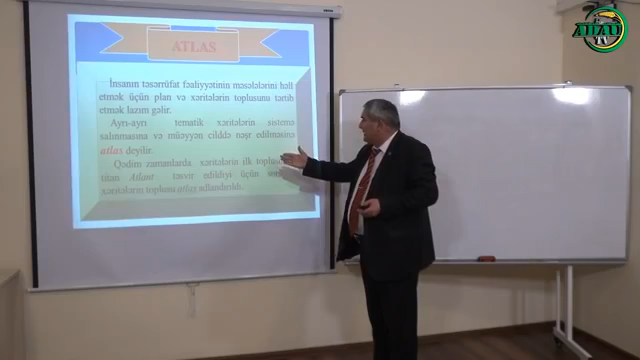 ADAU
TV
ATLAS
İnsanın təsərrüfat fəaliyyətinin məsələlərini həll
etmək üçün plan və xəritələrin toplusunu tərtib
etmək lazım gəlir.
Ayrı-ayrı tematik xəritələrin sistemə
salınmasına və müəyyən cilddə nəşr edilməsinə
atlas deyilir.
Qədim zamanlarda xəritələrin ilk toplusu
titan Atlant təsvir edildiyi üçün
xəritələrin toplusu atlas adlandırıldı.